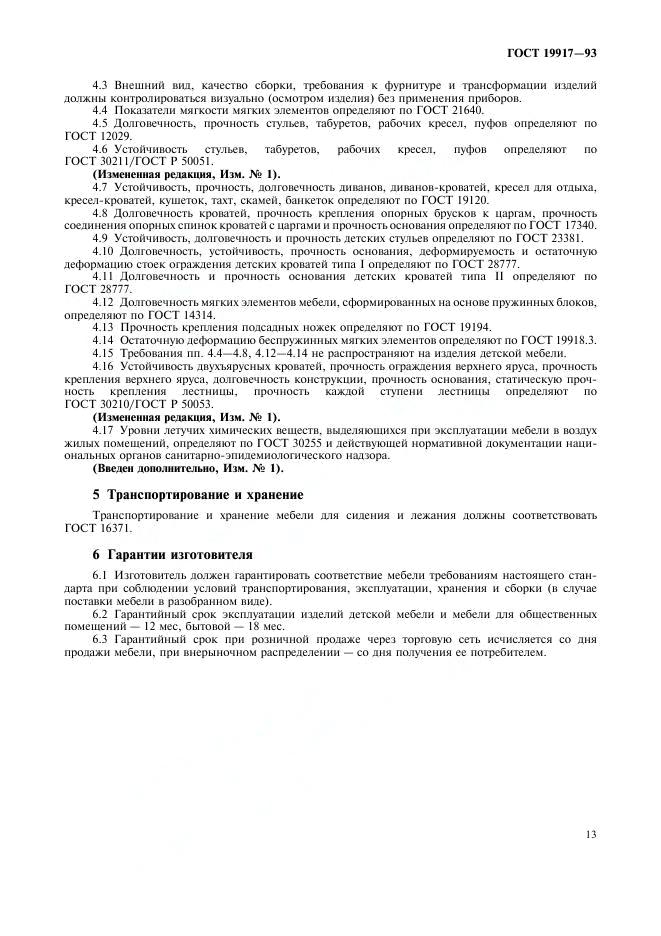 ГОСТ 19917—93
4.3 Внешний вид, качество сборки, требования к фурнитуре и трансформации изделий
должны контролироваться визуально (осмотром изделия) без применения приборов.
4.4 Показатели мягкости мягких элементов определяют по ГОСТ 21640.
4.5 Долговечность, прочность стульев, табуретов, рабочих кресел, пуфов определяют по
ГОСТ 12029.
4.6 Устойчивость стульев, табуретов, рабочих кресел, пуфов определяют по
ГОСТ 30211/ГОСТ Р 50051.
(Измененная редакция, Изм. № 1).
4.7 Устойчивость, прочность, долговечность диванов, диванов-кроватей, кресел для отдыха,
кресел-кроватей, кушеток, тахт, скамей, банкеток определяют по ГОСТ 19120.
4.8 Долговечность кроватей, прочность крепления опорных брусков к царгам, прочность
соединения опорных спинок кроватей с царгами и прочность основания определяют по ГОСТ 17340.
4.9 Устойчивость, долговечность и прочность детских стульев определяют по ГОСТ 23381.
4.10 Долговечность, устойчивость, прочность основания, деформируемость и остаточную
деформацию стоек ограждения детских кроватей типа I определяют по ГОСТ 28777.
4.11 Долговечность и прочность основания детских кроватей типа II определяют по
ГОСТ 28777.
4.12 Долговечность мягких элементов мебели, сформированных на основе пружинных блоков,
определяют по ГОСТ 14314.
4.13 Прочность крепления подсадных ножек определяют по ГОСТ 19194.
4.14 Остаточную деформацию беспружинных мягких элементов определяют по ГОСТ 19918.3.
4.15 Требования пп. 4.4—4.8, 4.12—4.14 не распространяют на изделия детской мебели.
4.16 Устойчивость двухъярусных кроватей, прочность ограждения верхнего яруса, прочность
крепления верхнего яруса, долговечность конструкции, прочность основания, статическую проч-
ность крепления лестницы, прочность каждой ступени лестницы определяют по
ГОСТ 30210/ГОСТ Р 50053.
(Измененная редакция, Изм. № 1).
4.17 Уровни летучих химических веществ, выделяющихся при эксплуатации мебели в воздух
жилых помещений, определяют по ГОСТ 30255 и действующей нормативной документации наци-
ональных органов санитарно-эпидемиологического надзора.
(Введен дополнительно, Изм. № 1).
5 Транспортирование и хранение
Транспортирование и хранение мебели для сидения и лежания должны соответствовать
ГОСТ 16371.
6 Гарантии изготовителя
6.1 Изготовитель должен гарантировать соответствие мебели требованиям настоящего стан-
дарта при соблюдении условий транспортирования, эксплуатации, хранения и сборки (в случае
поставки мебели в разобранном виде).
6.2 Гарантийный срок эксплуатации изделий детской мебели и мебели для общественных
помещений — 12 мес, бытовой — 18 мес.
6.3 Гарантийный срок при розничной продаже через торговую сеть исчисляется со дня
продажи мебели, при внерыночном распределении — со дня получения ее потребителем.
13